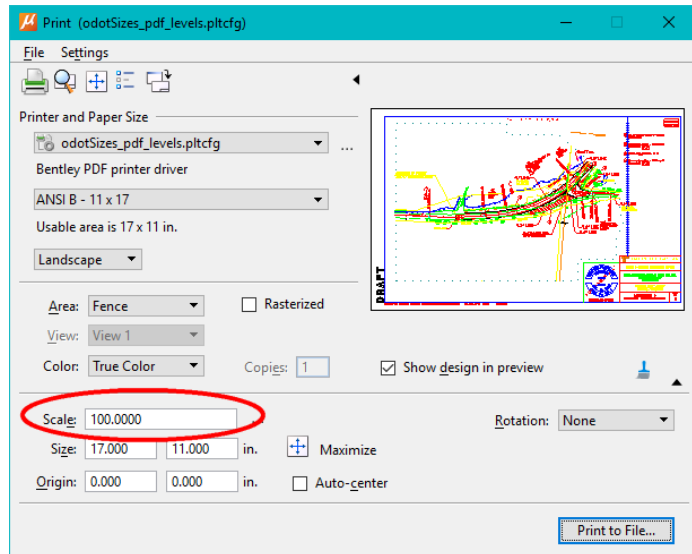 Print (odotSizes_pdf_levels.pltcfg)
File Settings
Printer and Paper Size
odotSizes_pdf_levels.pltcfg ...
Bentley PDF printer driver
ANSI B - 11 x 17
Usable area is 17 x 11 in.
Landscape
DRAFT
Area: Fence Rasterized
View: View 1
Color: True Color Copies: 1 Show design in preview
Scale: 100.0000 Rotation: None
Size: 17.000 11.000 in. Maximize
Origin: 0.000 0.000 in. Auto-center
Print to File...